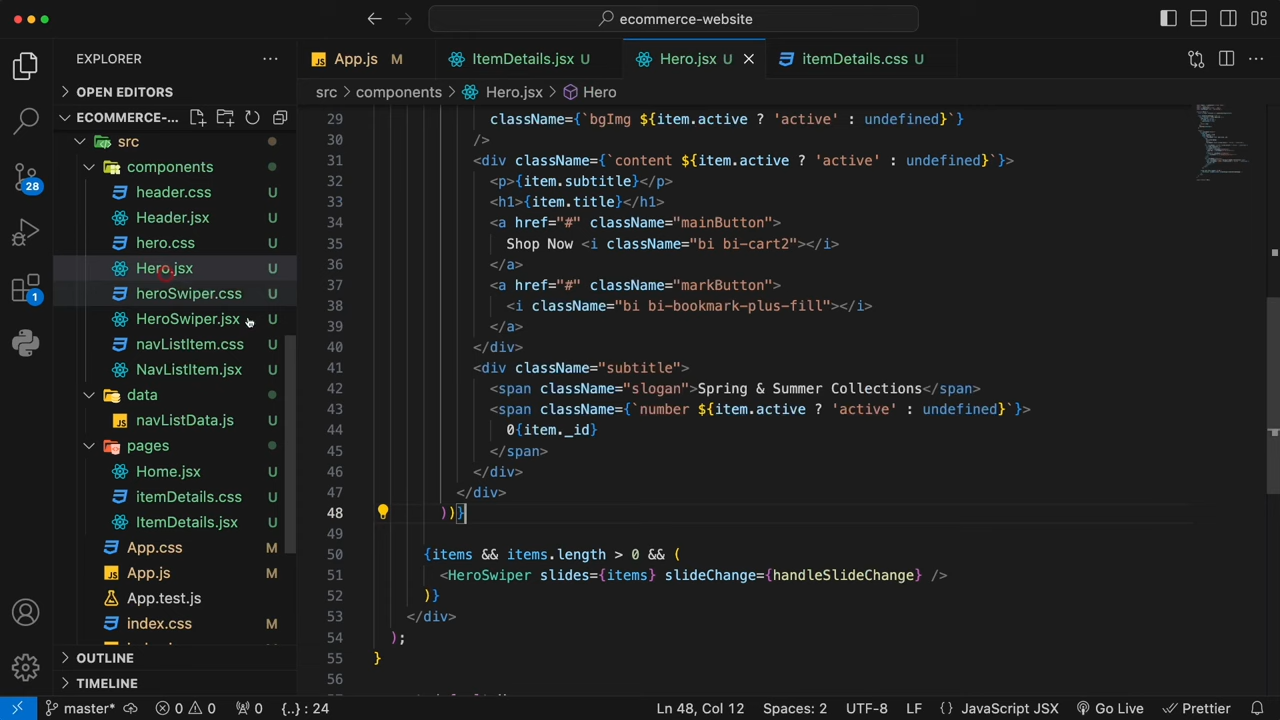 ecommerce-website
EXPLORER
App.js M
ItemDetails.jsx U
Hero.jsx U
itemDetails.css U
OPEN EDITORS
src > components > Hero.jsx > Hero
ECOMMERCE-...
src
components
header.css U
Header.jsx U
hero.css U
Hero.jsx U
heroSwiper.css U
HeroSwiper.jsx U
navListItem.css U
NavListItem.jsx U
data
navListData.js U
pages
Home.jsx U
itemDetails.css U
ItemDetails.jsx U
App.css M
App.js M
App.test.js
index.css M
OUTLINE
TIMELINE
28
1
29 className={`bgImg ${item.active ? 'active' : undefined}`}
30 />
31 <div className={`content ${item.active ? 'active' : undefined}`}>
32 <p>{item.subtitle}</p>
33 <h1>{item.title}</h1>
34 <a href="#" className="mainButton">
35 Shop Now <i className="bi bi-cart2"></i>
36 </a>
37 <a href="#" className="markButton">
38 <i className="bi bi-bookmark-plus-fill"></i>
39 </a>
40 </div>
41 <div className="subtitle">
42 <span className="slogan">Spring & Summer Collections</span>
43 <span className={`number ${item.active ? 'active' : undefined}`}>
44 0{item._id}
45 </span>
46 </div>
47 </div>
48 ))}
49
50 {items && items.length > 0 && (
51 <HeroSwiper slides={items} slideChange={handleSlideChange} />
52 )}
53 </div>
54 );
55 }
56
master* 0 0 0 {..} : 24 Ln 48, Col 12 Spaces: 2 UTF-8 LF {} JavaScript JSX Go Live Prettier